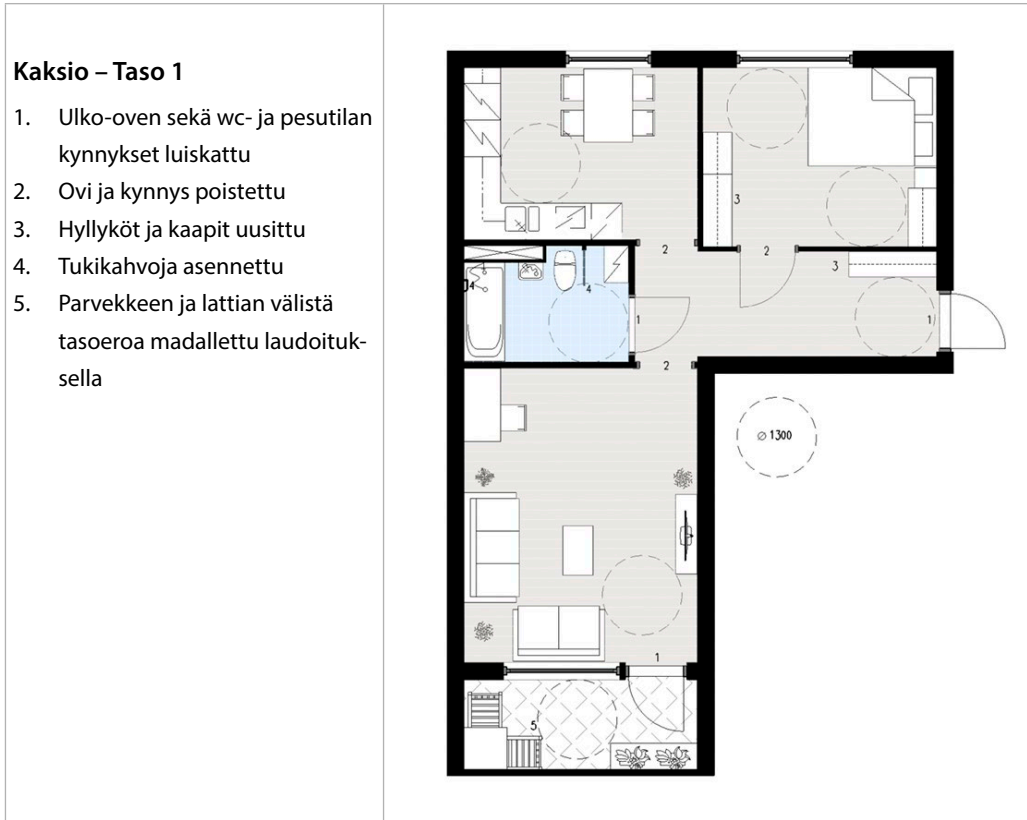 Kaksio – Taso 1
1. Ulko-oven sekä wc- ja pesutilan
kynnykset luiskattu
2. Ovi ja kynnys poistettu
3. Hyllyköt ja kaapit uusittu
4. Tukikahvoja asennettu
5. Parvekkeen ja lattian välistä
tasoeroa madallettu laudoituk-
sella
3
2
2
3
4
4
1
1
2
⌀ 1300
1
5